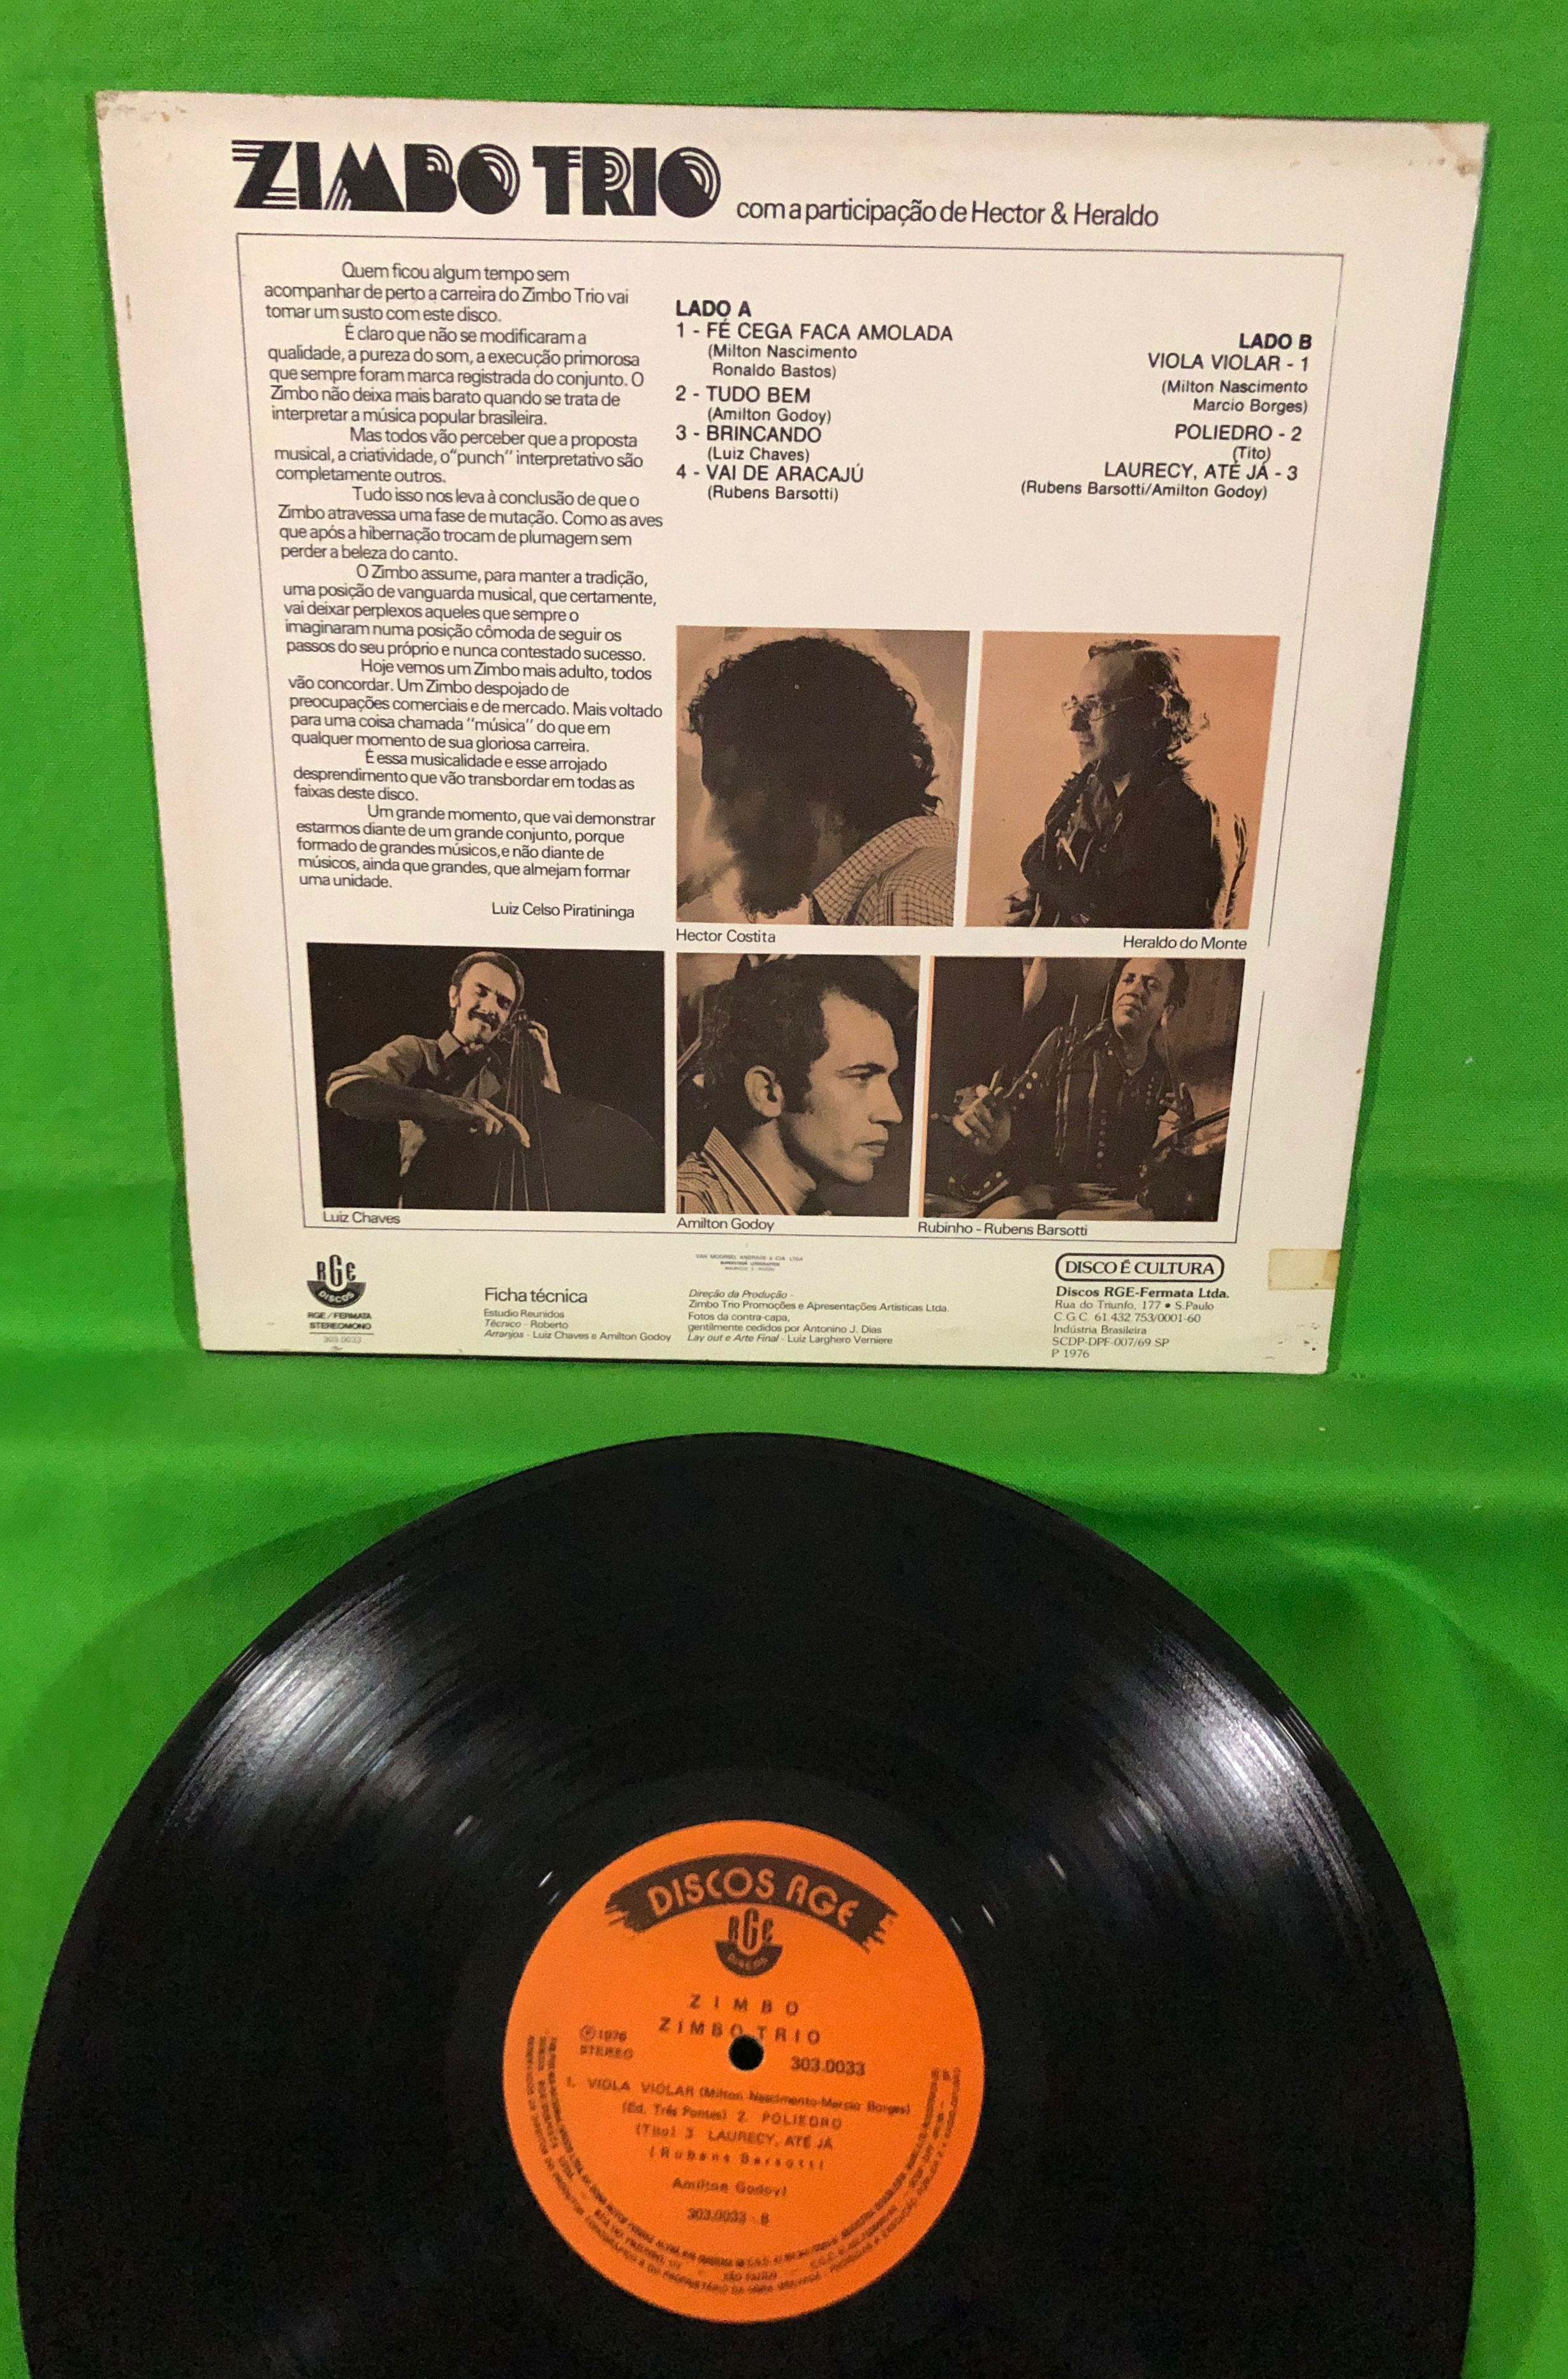 ZIMBO TRIO com a participação de Hector & Heraldo
Quem ficou algum tempo sem
acompanhar de perto a carreira do Zimbo Trio vai
tomar um susto com este disco.
É claro que não se modificaram a
qualidade, a pureza do som, a execução primorosa
que sempre foram marca registrada do conjunto. O
Zimbo não deixa mais barato quando se trata de
interpretar a música popular brasileira.
Mas todos vão perceber que a proposta
musical, a criatividade, o "punch" interpretativo são
completamente outros.
Tudo isso nos leva à conclusão de que o
Zimbo atravessa uma fase de mutação. Como as aves
que após a hibernação trocam de plumagem sem
perder a beleza do canto.
O Zimbo assume, para manter a tradição,
uma posição de vanguarda musical, que certamente,
vai deixar perplexos aqueles que sempre o
imaginaram numa posição cômoda de seguir os
passos do seu próprio e nunca contestado sucesso.
Hoje vemos um Zimbo mais adulto, todos
vão concordar. Um Zimbo despojado de
preocupações comerciais e de mercado. Mais voltado
para uma coisa chamada "música" do que em
qualquer momento de sua gloriosa carreira.
É essa musicalidade e esse arrojado
desprendimento que vão transbordar em todas as
faixas deste disco.
Um grande momento, que vai demonstrar
estarmos diante de um grande conjunto, porque
formado de grandes músicos, e não diante de
músicos, ainda que grandes, que almejam formar
uma unidade.
Luiz Celso Piratininga
LADO A
1 - FÉ CEGA FACA AMOLADA
(Milton Nascimento
Ronaldo Bastos)
2 - TUDO BEM
(Amilton Godoy)
3 - BRINCANDO
(Luiz Chaves)
4 - VAI DE ARACAJÚ
(Rubens Barsotti)
LADO B
VIOLA VIOLAR - 1
(Milton Nascimento
Marcio Borges)
POLIEDRO - 2
(Tito)
LAURECY, ATÉ JÁ - 3
(Rubens Barsotti/Amilton Godoy)
Hector Costita
Heraldo do Monte
Luiz Chaves
Amilton Godoy
Rubinho - Rubens Barsotti
RGE
DISCOS
RGE/FERMATA
STEREOMONO
303.0033
Ficha técnica
Estudio Reunidos
Técnico - Roberto
Arranjos - Luiz Chaves e Amilton Godoy
Direção da Produção -
Zimbo Trio Promoções e Apresentações Artísticas Ltda.
Fotos da contra-capa,
gentilmente cedidos por Antonino J. Dias
Lay out e Arte Final - Luiz Larghero Verniere
DISCO É CULTURA
Discos RGE-Fermata Ltda.
Rua do Triunfo, 177 • S.Paulo
C.G.C. 61.432.753/0001-60
Indústria Brasileira
SCDP-DPF-007/69 SP
P 1976
DISCOS RGE
RGE
DISCOS
ZIMBO
ZIMBO TRIO
℗1976
STEREO
303.0033
1. VIOLA VIOLAR (Milton Nascimento-Marcio Borges)
(Ed. Três Pontas) 2. POLIEDRO
(Tito) 3. LAURECY, ATÉ JÁ
(Rubens Barsotti
Amilton Godoy)
303.0033 - B
SÃO PAULO